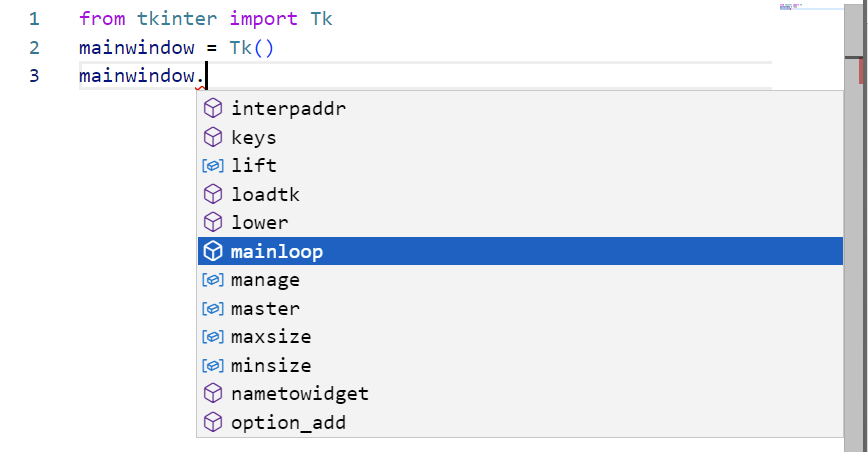 1 from tkinter import Tk
2 mainwindow = Tk()
3 mainwindow.
interpaddr
keys
lift
loadtk
lower
mainloop
manage
master
maxsize
minsize
nametowidget
option_add